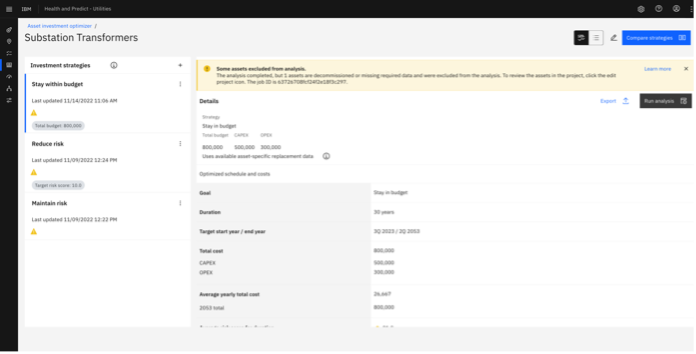 IBM Health and Predict - Utilities
Asset investment optimizer /
Substation Transformers
Compare strategies
Investment strategies
Stay within budget
Last updated 11/14/2022 11:06 AM
Total budget: 800,000
Reduce risk
Last updated 11/09/2022 12:24 PM
Target risk score: 10.0
Maintain risk
Last updated 11/09/2022 12:22 PM
Some assets excluded from analysis.
Learn more
The analysis completed, but 1 assets are decommissioned or missing required data and were excluded from the analysis. To review the assets in the project, click the edit
project icon. The job ID is
Details
Export
Run analysis
Strategy
Stay in budget
Total budget CAPEX OPEX
800,000 500,000 300,000
Uses available asset-specific replacement data
Optimized schedule and costs
Goal Stay in budget
Duration 30 years
Target start year / end year 3Q 2023 / 2Q 2053
Total cost 800,000
CAPEX 500,000
OPEX 300,000
Average yearly total cost 26,667
2053 total 800,000